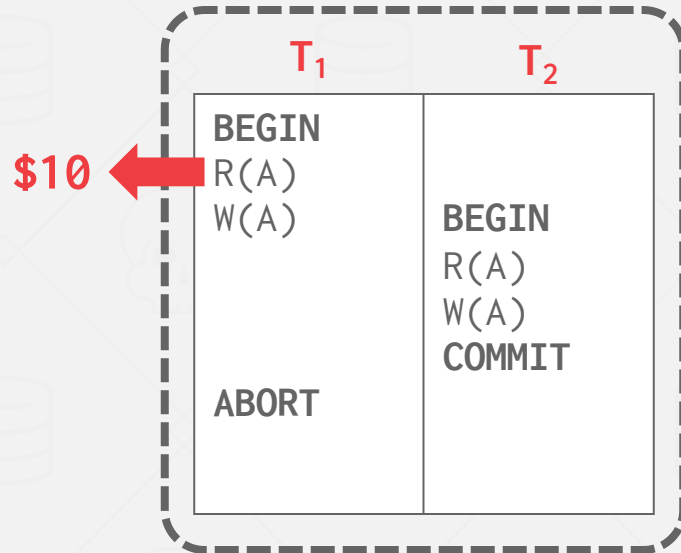 T₁ T₂
BEGIN
$10 R(A)
W(A) BEGIN
R(A)
W(A)
COMMIT
ABORT